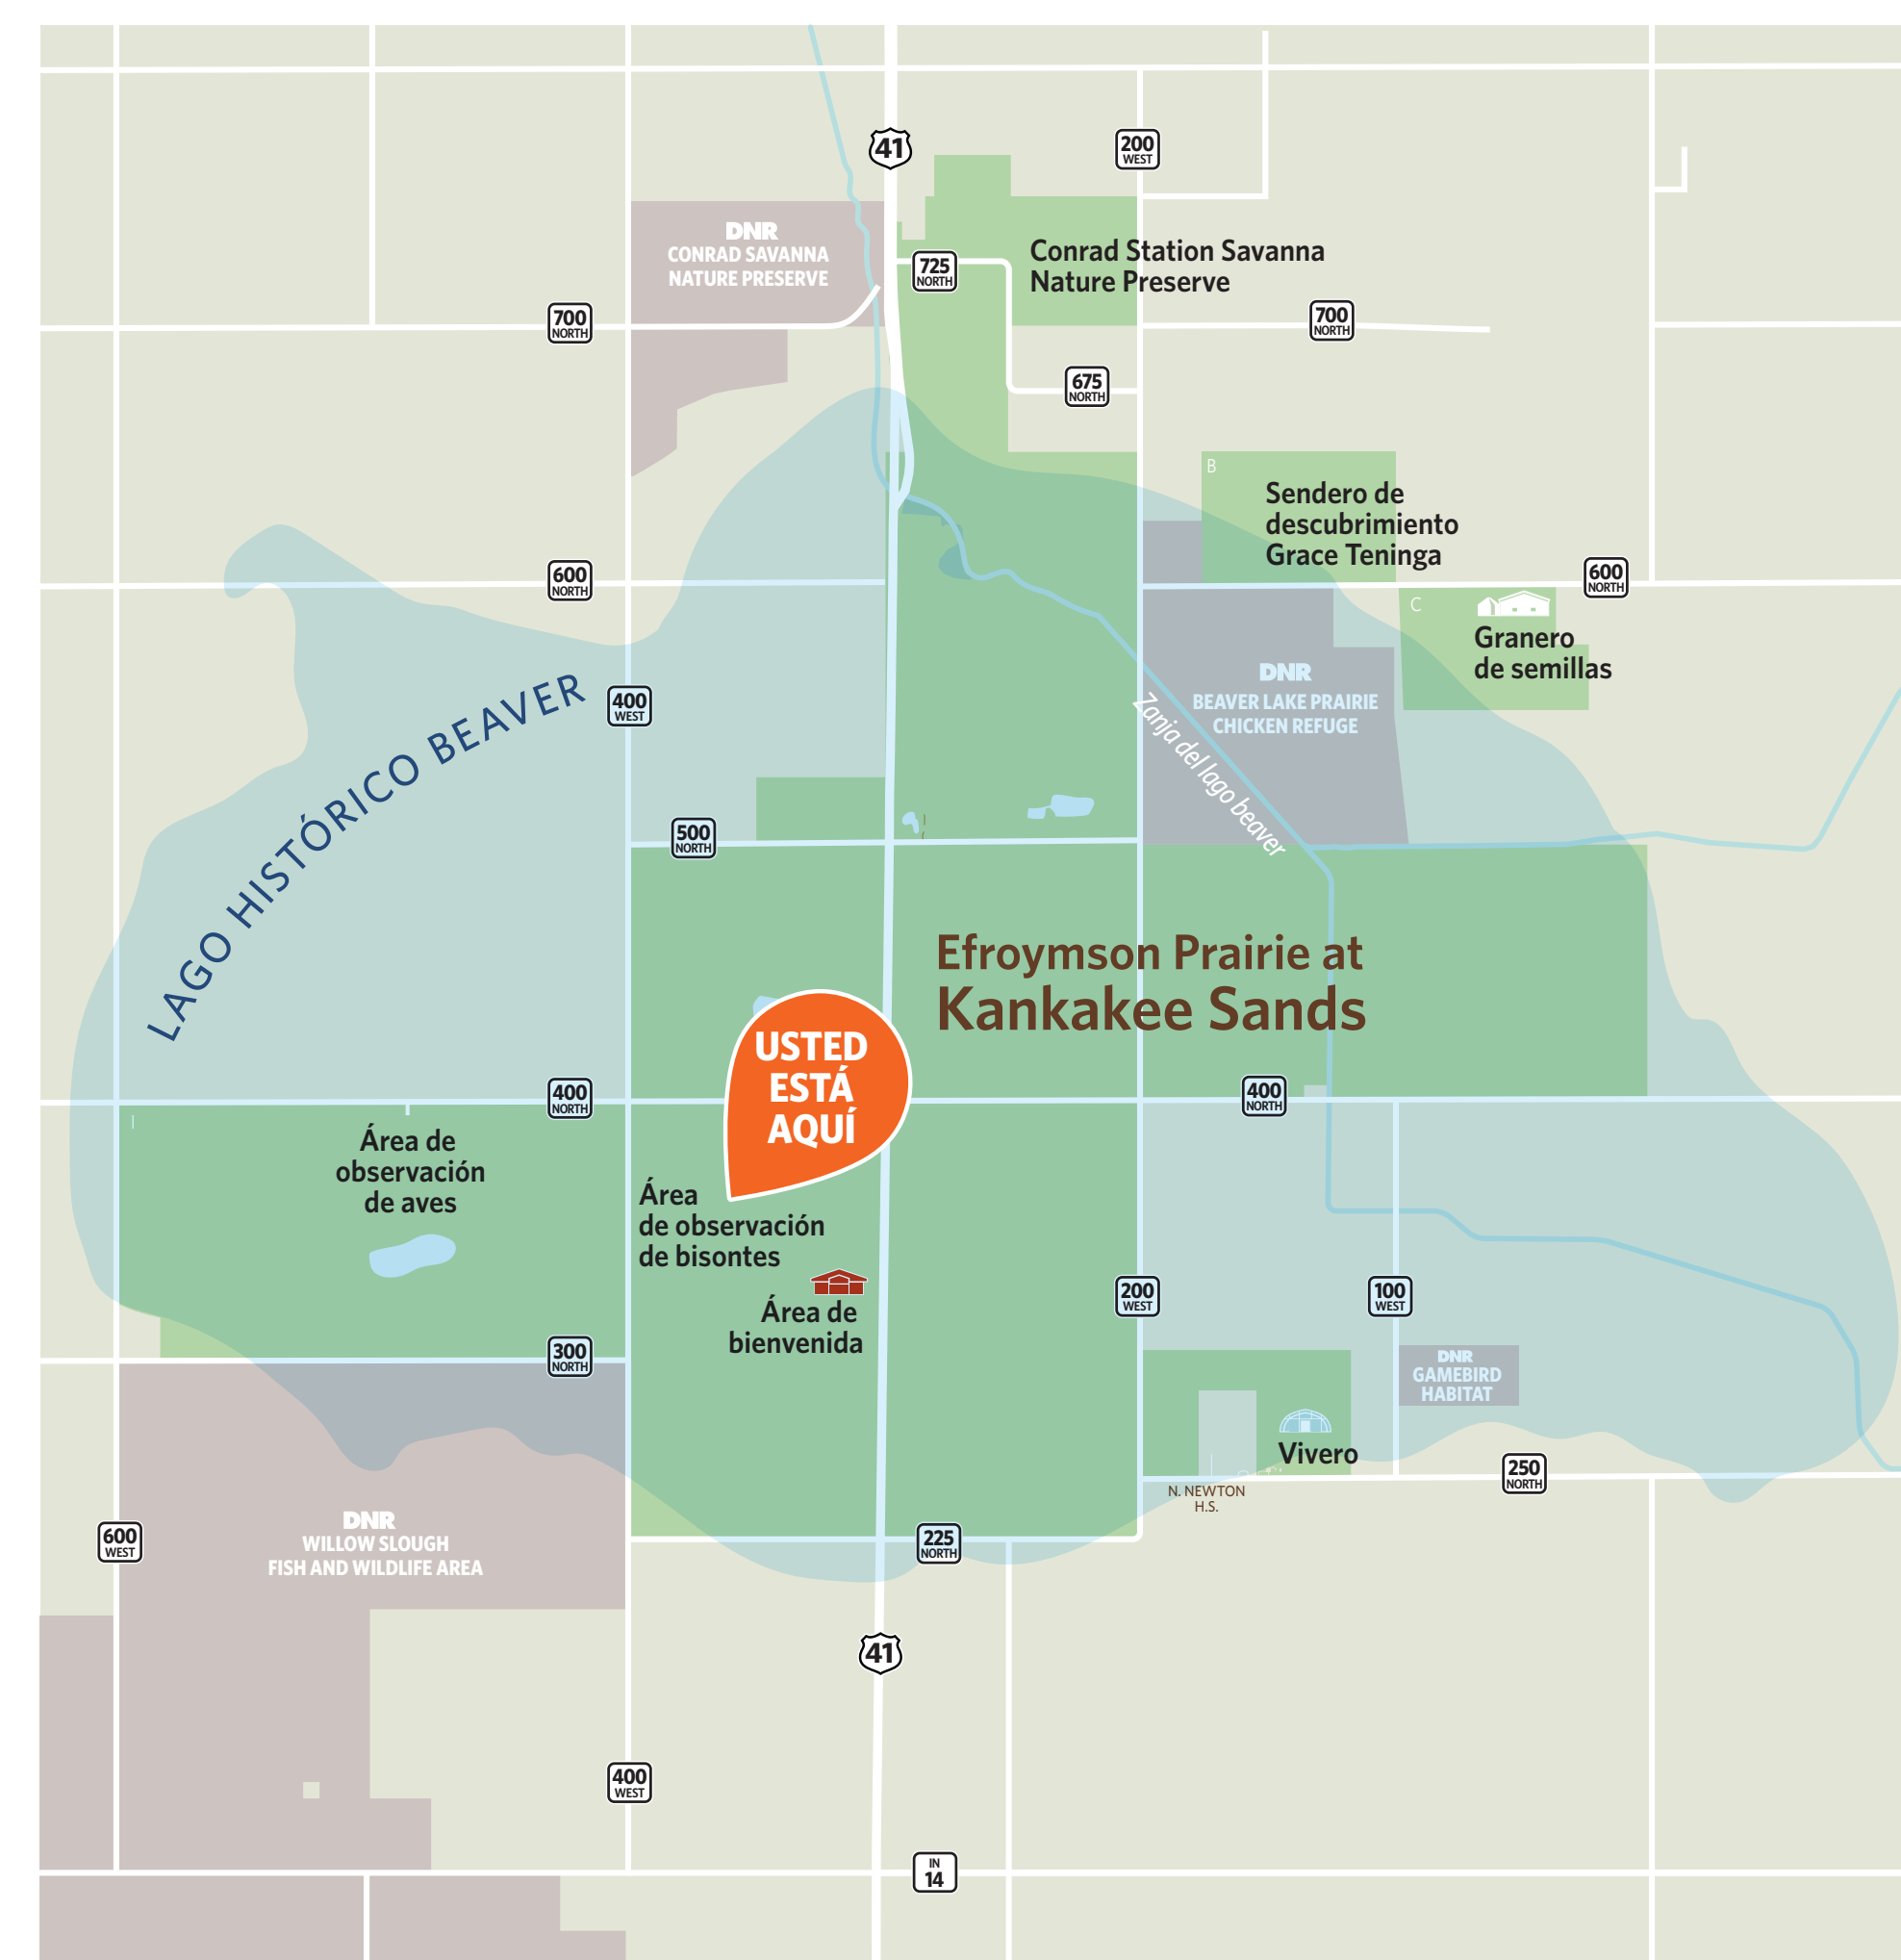 41
200
WEST
DNR
CONRAD SAVANNA
NATURE PRESERVE
725
NORTH
Conrad Station Savanna
Nature Preserve
700
NORTH
700
NORTH
675
NORTH
B
Sendero de
descubrimiento
Grace Teninga
600
NORTH
600
NORTH
C
Granero
de semillas
LAGO HISTÓRICO BEAVER
400
WEST
DNR
BEAVER LAKE PRAIRIE
CHICKEN REFUGE
Zanja del lago beaver
500
NORTH
Efroymson Prairie at
Kankakee Sands
USTED
ESTÁ
AQUÍ
400
NORTH
400
NORTH
I
Área de
observación
de aves
Área
de observación
de bisontes
Área de
bienvenida
200
WEST
100
WEST
300
NORTH
DNR
GAMEBIRD
HABITAT
Vivero
250
NORTH
N. NEWTON
H.S.
600
WEST
DNR
WILLOW SLOUGH
FISH AND WILDLIFE AREA
225
NORTH
41
400
WEST
IN
14